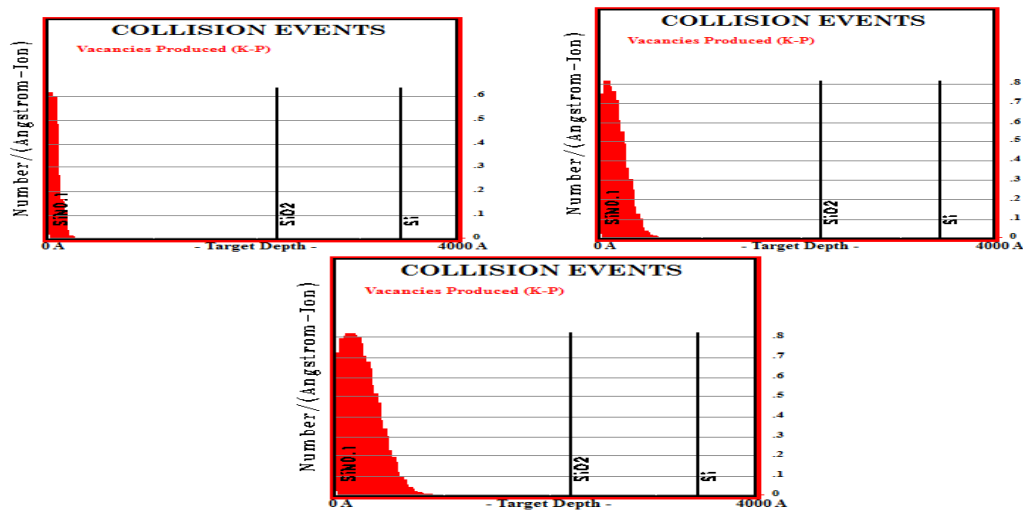 COLLISION EVENTS
Vacancies Produced (K-P)
Number/(Angstrom-Ion)
.6
.5
.4
.3
.2
.1
0
SiN0.1
SiO2
Si
0 A
- Target Depth -
4000 A
COLLISION EVENTS
Vacancies Produced (K-P)
Number/(Angstrom-Ion)
.8
.7
.6
.5
.4
.3
.2
.1
0
SiN0.1
SiO2
Si
0 A
- Target Depth -
4000 A
COLLISION EVENTS
Vacancies Produced (K-P)
Number/(Angstrom-Ion)
.8
.7
.6
.5
.4
.3
.2
.1
0
SiN0.1
SiO2
Si
0 A
- Target Depth -
4000 A